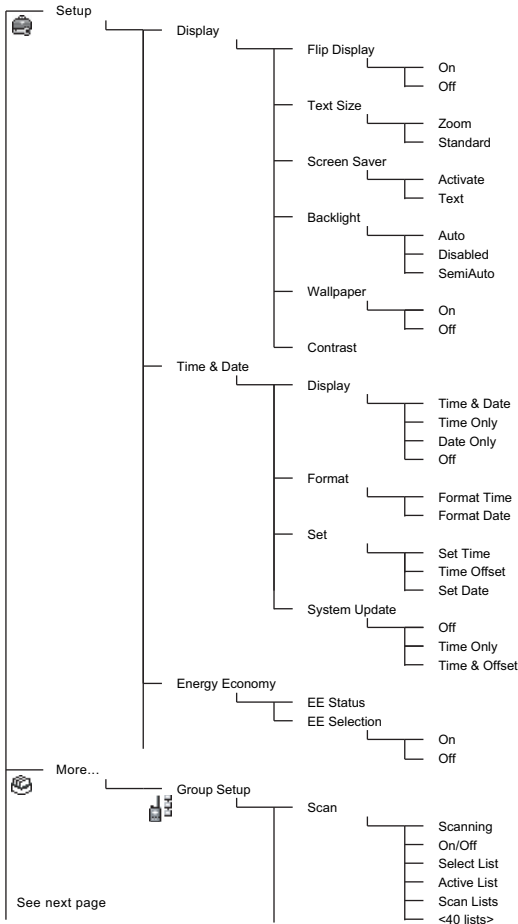 Setup
Display
Flip Display
On
Off
Text Size
Zoom
Standard
Screen Saver
Activate
Text
Backlight
Auto
Disabled
SemiAuto
Wallpaper
On
Off
Contrast
Time & Date
Display
Time & Date
Time Only
Date Only
Off
Format
Format Time
Format Date
Set
Set Time
Time Offset
Set Date
System Update
Off
Time Only
Time & Offset
Energy Economy
EE Status
EE Selection
On
Off
More...
Group Setup
Scan
Scanning
On/Off
Select List
Active List
Scan Lists
<40 lists>
See next page